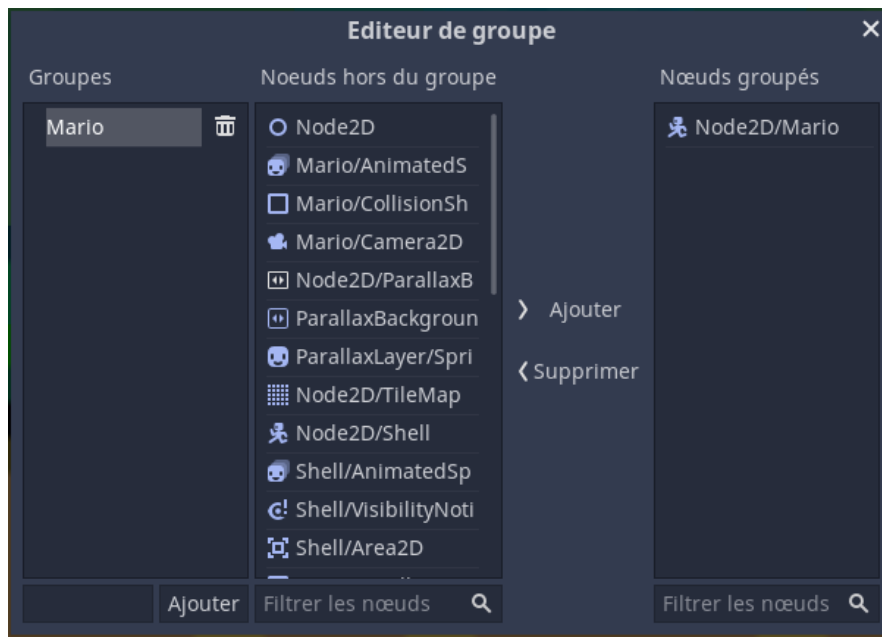 Editeur de groupe
Groupes
Noeuds hors du groupe
Nœuds groupés
Mario
Node2D
Mario/AnimatedS
Mario/CollisionSh
Mario/Camera2D
Node2D/ParallaxB
ParallaxBackgroun
ParallaxLayer/Spri
Node2D/TileMap
Node2D/Shell
Shell/AnimatedSp
Shell/VisibilityNoti
Shell/Area2D
Ajouter
Supprimer
Node2D/Mario
Ajouter
Filtrer les nœuds
Filtrer les nœuds